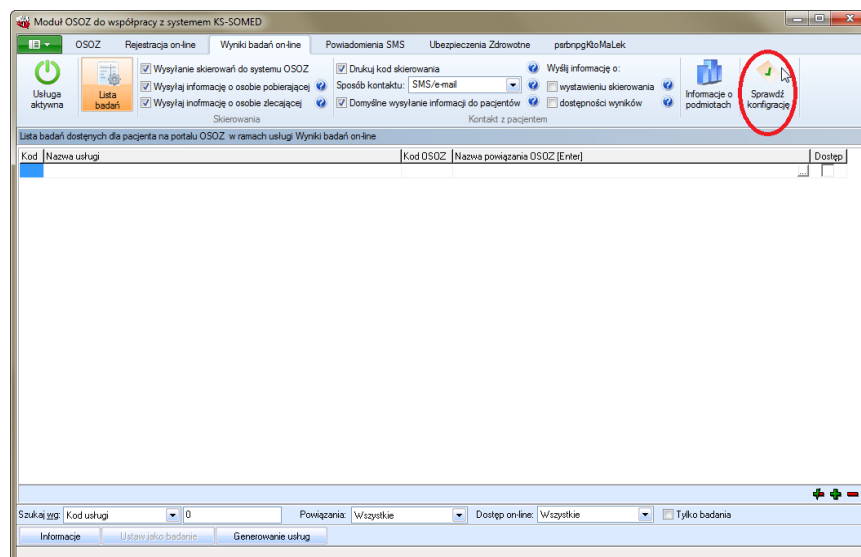 Moduł OSOZ do współpracy z systemem KS-SOMED
OSOZ Rejestracja on-line Wyniki badań on-line Powiadomienia SMS Ubezpieczenia Zdrowotne psrbnpgKtoMaLek
Usługa aktywna
Lista badań
Wysyłanie skierowań do systemu OSOZ
Wysyłaj informację o osobie pobierającej
Wysyłaj inofrmację o osobie zlecającej
Skierowania
Drukuj kod skierowania
Sposób kontaktu: SMS/e-mail
Domyślne wysyłanie informacji do pacjentów
Kontakt z pacjentem
Wyślij informację o:
wystawieniu skierowania
dostępności wyników
Informacje o podmiotach
Sprawdź konfigrację
Lista badań dostęnych dla pacjenta na portalu OSOZ w ramach usługi Wyniki badań on-line
Kod Nazwa usługi Kod OSOZ Nazwa powiązania OSOZ [Enter] Dostęp
...
Szukaj wg: Kod usługi 0 Powiązania: Wszystkie Dostęp on-line: Wszystkie Tylko badania
Informacje Ustaw jako badanie Generowanie usług